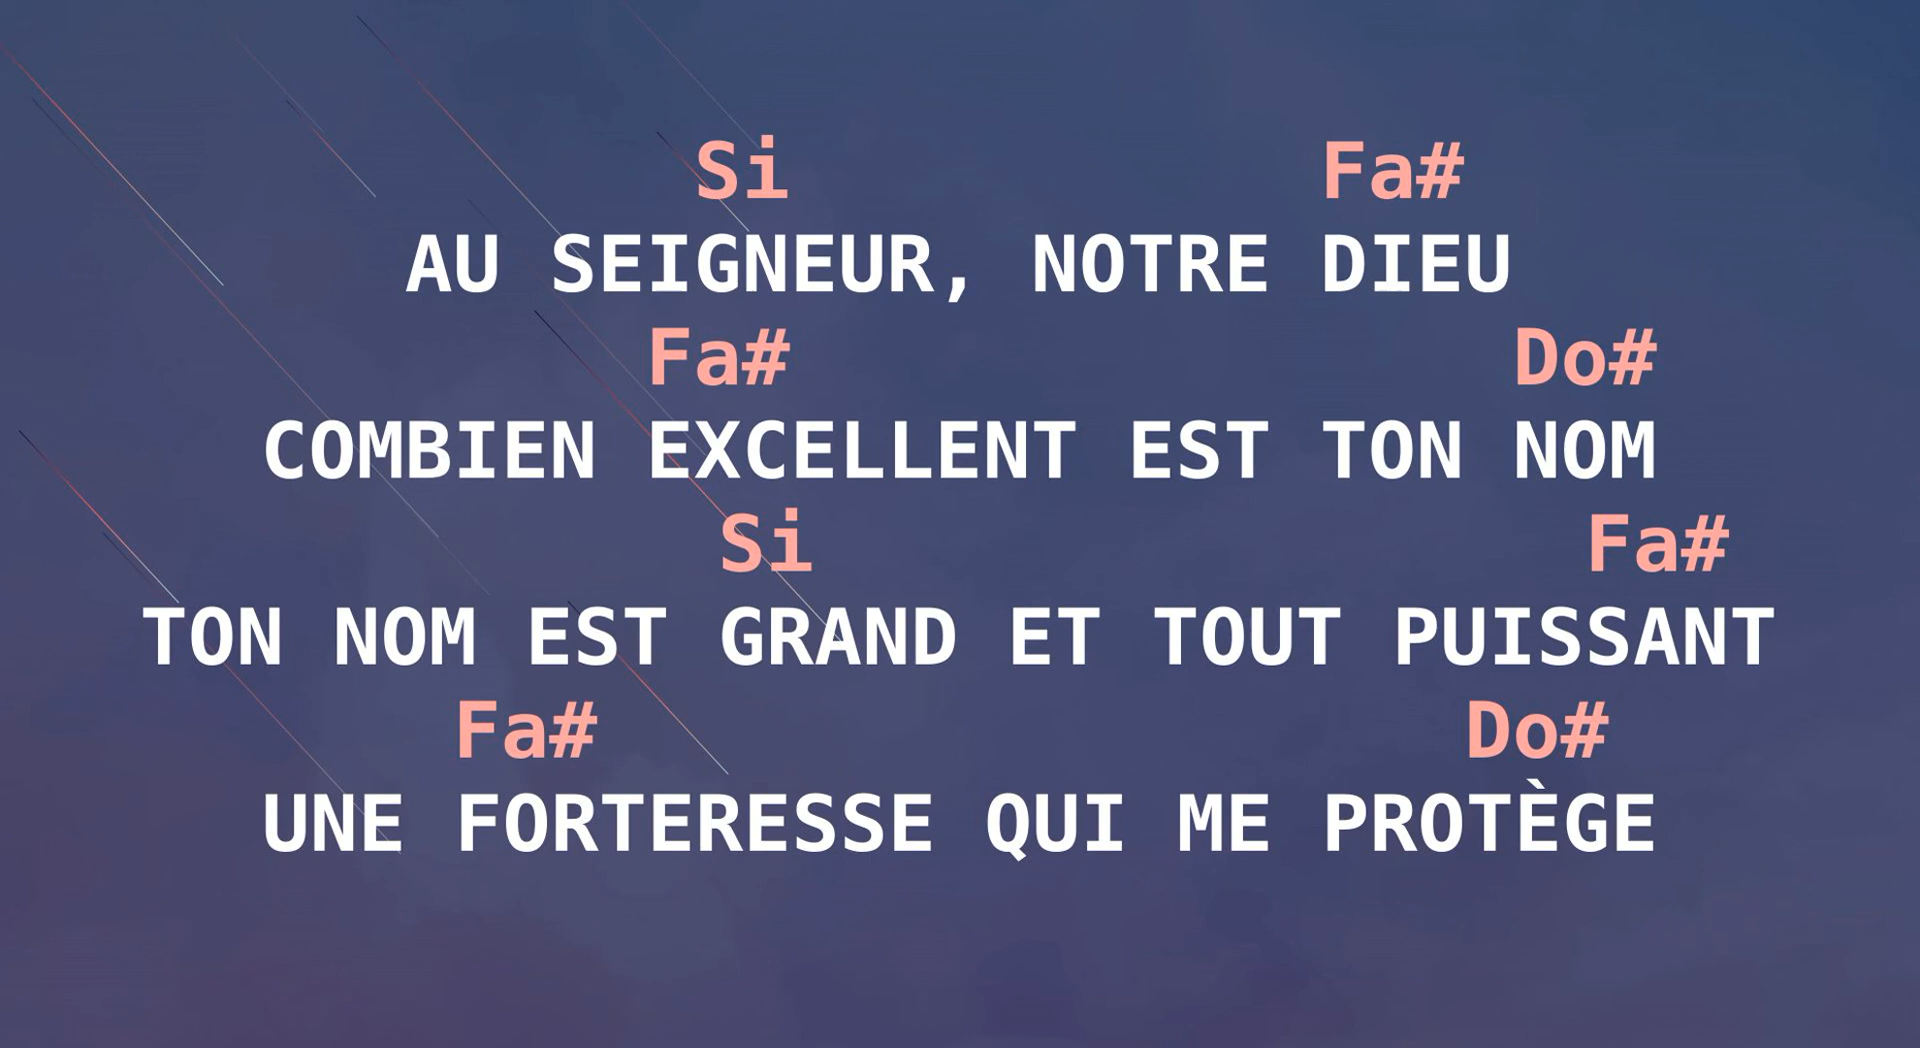 Si Fa#
AU SEIGNEUR, NOTRE DIEU
Fa# Do#
COMBIEN EXCELLENT EST TON NOM
Si Fa#
TON NOM EST GRAND ET TOUT PUISSANT
Fa# Do#
UNE FORTERESSE QUI ME PROTÈGE